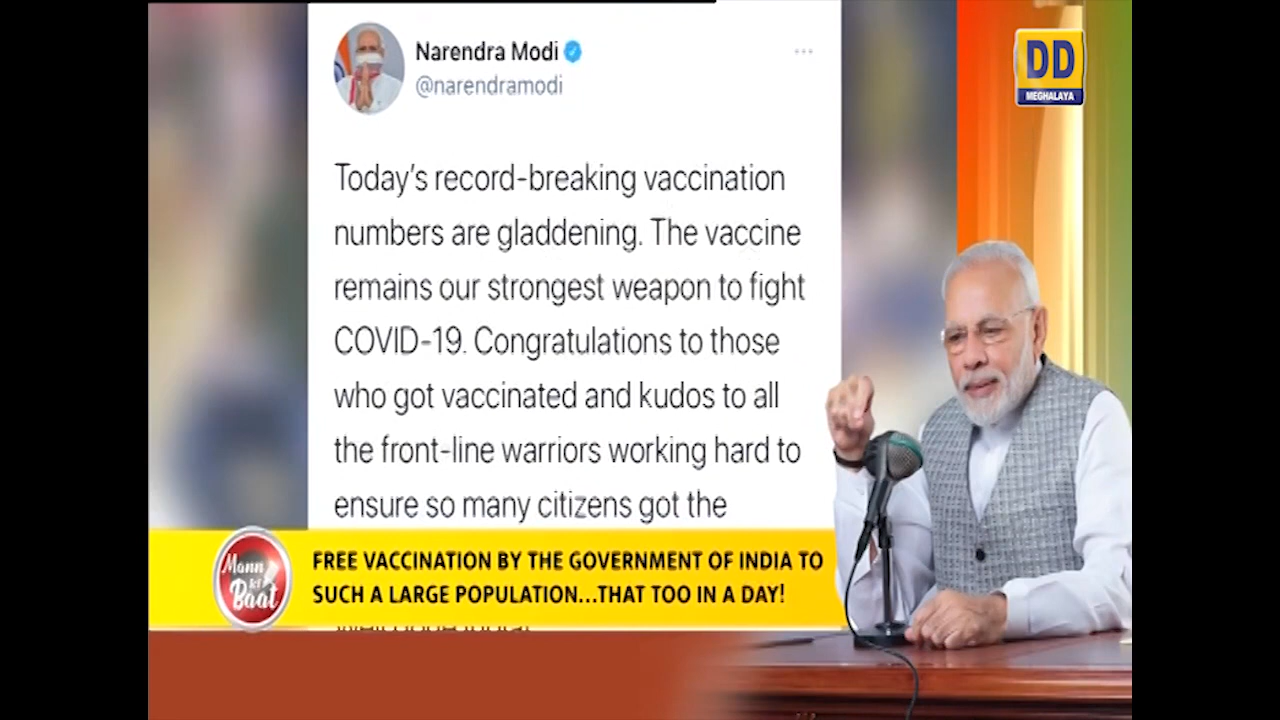 Narendra Modi
@narendramodi
Today's record-breaking vaccination
numbers are gladdening. The vaccine
remains our strongest weapon to fight
COVID-19. Congratulations to those
who got vaccinated and kudos to all
the front-line warriors working hard to
ensure so many citizens got the
DD
MEGHALAYA
Mann
Ki
Baat
FREE VACCINATION BY THE GOVERNMENT OF INDIA TO
SUCH A LARGE POPULATION...THAT TOO IN A DAY!